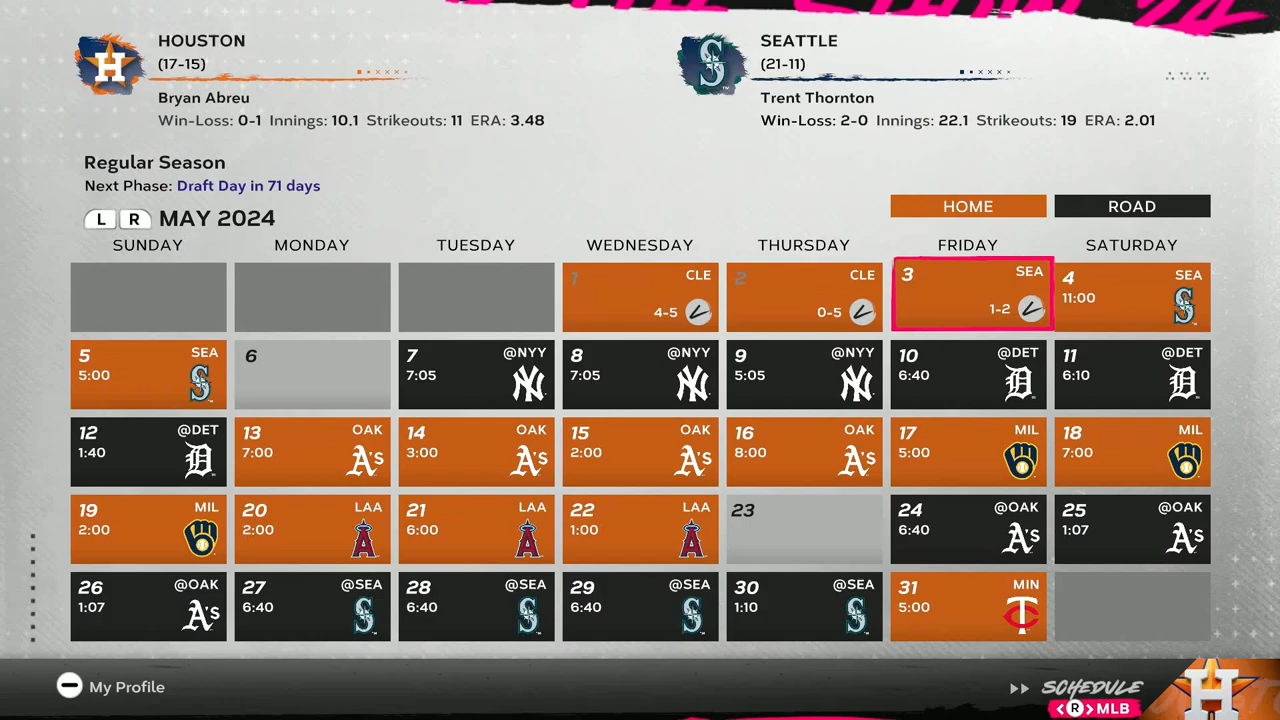 HOUSTON
(17-15)
Bryan Abreu
Win-Loss: 0-1 Innings: 10.1 Strikeouts: 11 ERA: 3.48
SEATTLE
(21-11)
Trent Thornton
Win-Loss: 2-0 Innings: 22.1 Strikeouts: 19 ERA: 2.01
Regular Season
Next Phase: Draft Day in 71 days
L R MAY 2024
HOME ROAD
SUNDAY MONDAY TUESDAY WEDNESDAY THURSDAY FRIDAY SATURDAY
1 CLE 4-5
2 CLE 0-5
3 SEA 1-2
4 SEA 11:00
5 SEA 5:00
6
7 @NYY 7:05
8 @NYY 7:05
9 @NYY 5:05
10 @DET 6:40
11 @DET 6:10
12 @DET 1:40
13 OAK 7:00 A's
14 OAK 3:00 A's
15 OAK 2:00 A's
16 OAK 8:00 A's
17 MIL 5:00
18 MIL 7:00
19 MIL 2:00
20 LAA 2:00
21 LAA 6:00
22 LAA 1:00
23
24 @OAK 6:40 A's
25 @OAK 1:07 A's
26 @OAK 1:07 A's
27 @SEA 6:40
28 @SEA 6:40
29 @SEA 6:40
30 @SEA 1:10
31 MIN 5:00
My Profile
SCHEDULE
R MLB